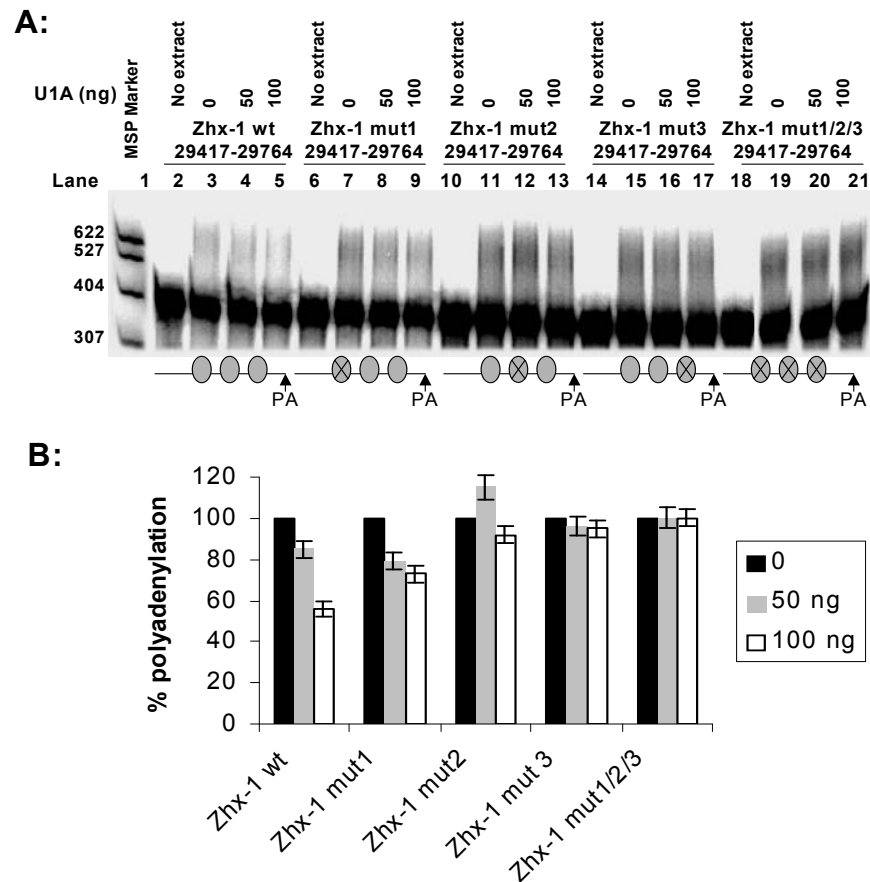 A:
U1A (ng)
MSP Marker
No extract 0 50 100
No extract 0 50 100
No extract 0 50 100
No extract 0 50 100
No extract 0 50 100
Zhx-1 wt Zhx-1 mut1 Zhx-1 mut2 Zhx-1 mut3 Zhx-1 mut1/2/3
29417-29764 29417-29764 29417-29764 29417-29764 29417-29764
Lane 1 2 3 4 5 6 7 8 9 10 11 12 13 14 15 16 17 18 19 20 21
622
527
404
307
PA PA PA PA PA
B:
% polyadenylation
120
100
80
60
40
20
0
Zhx-1 wt
Zhx-1 mut1
Zhx-1 mut2
Zhx-1 mut 3
Zhx-1 mut1/2/3
0
50 ng
100 ng